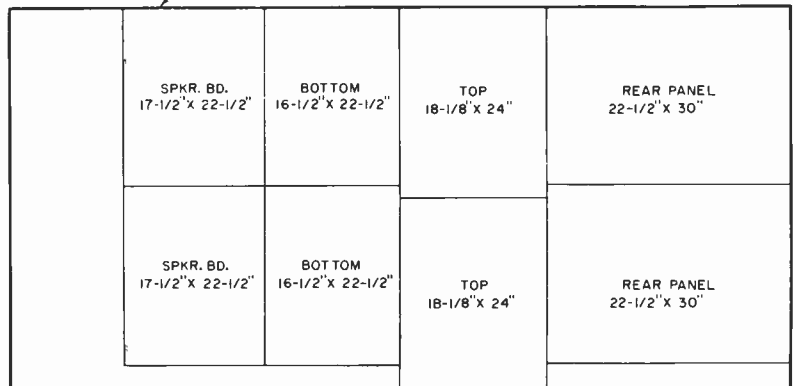 SPKR. BD.
17-1/2" X 22-1/2"
BOTTOM
16-1/2" X 22-1/2"
TOP
18-1/8" X 24"
REAR PANEL
22-1/2" X 30"
SPKR. BD.
17-1/2" X 22-1/2"
BOTTOM
16-1/2" X 22-1/2"
TOP
18-1/8" X 24"
REAR PANEL
22-1/2" X 30"